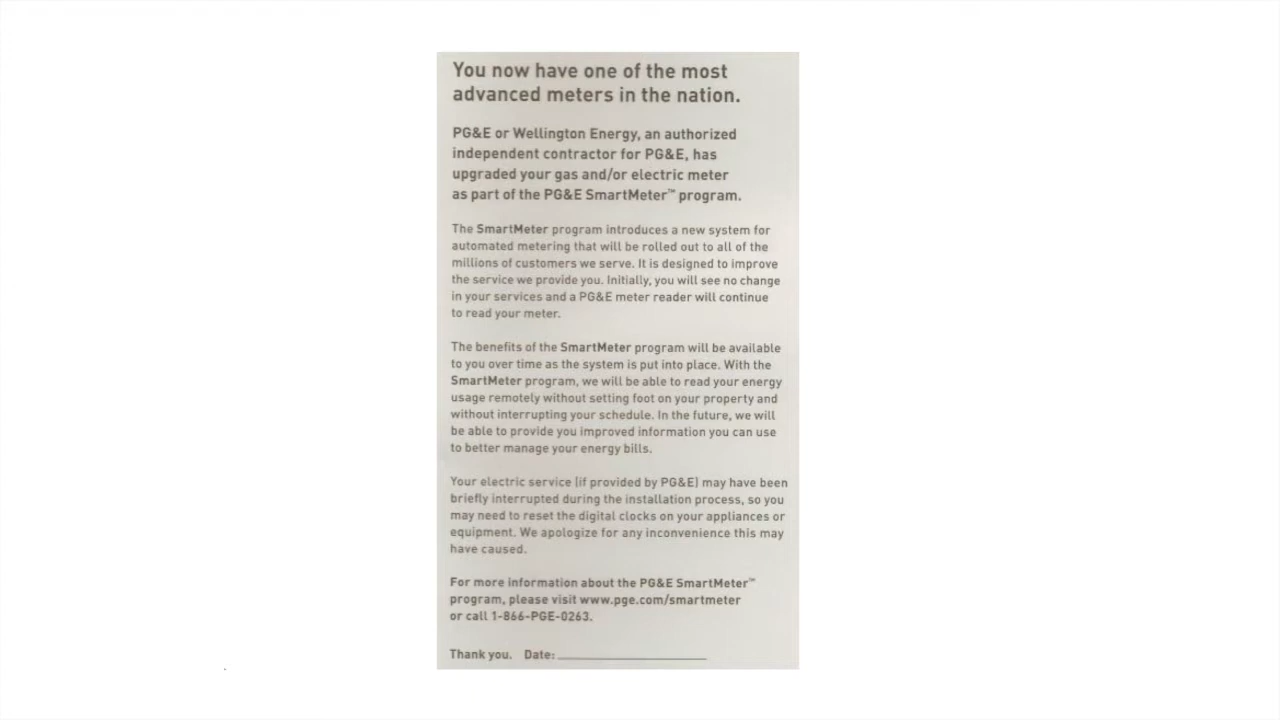 You now have one of the most
advanced meters in the nation.
PG&E or Wellington Energy, an authorized
independent contractor for PG&E, has
upgraded your gas and/or electric meter
as part of the PG&E SmartMeter™ program.
The SmartMeter program introduces a new system for
automated metering that will be rolled out to all of the
millions of customers we serve. It is designed to improve
the service we provide you. Initially, you will see no change
in your services and a PG&E meter reader will continue
to read your meter.
The benefits of the SmartMeter program will be available
to you over time as the system is put into place. With the
SmartMeter program, we will be able to read your energy
usage remotely without setting foot on your property and
without interrupting your schedule. In the future, we will
be able to provide you improved information you can use
to better manage your energy bills.
Your electric service (if provided by PG&E) may have been
briefly interrupted during the installation process, so you
may need to reset the digital clocks on your appliances or
equipment. We apologize for any inconvenience this may
have caused.
For more information about the PG&E SmartMeter™
program, please visit www.pge.com/smartmeter
or call 1-866-PGE-0263.
Thank you. Date: ____________________